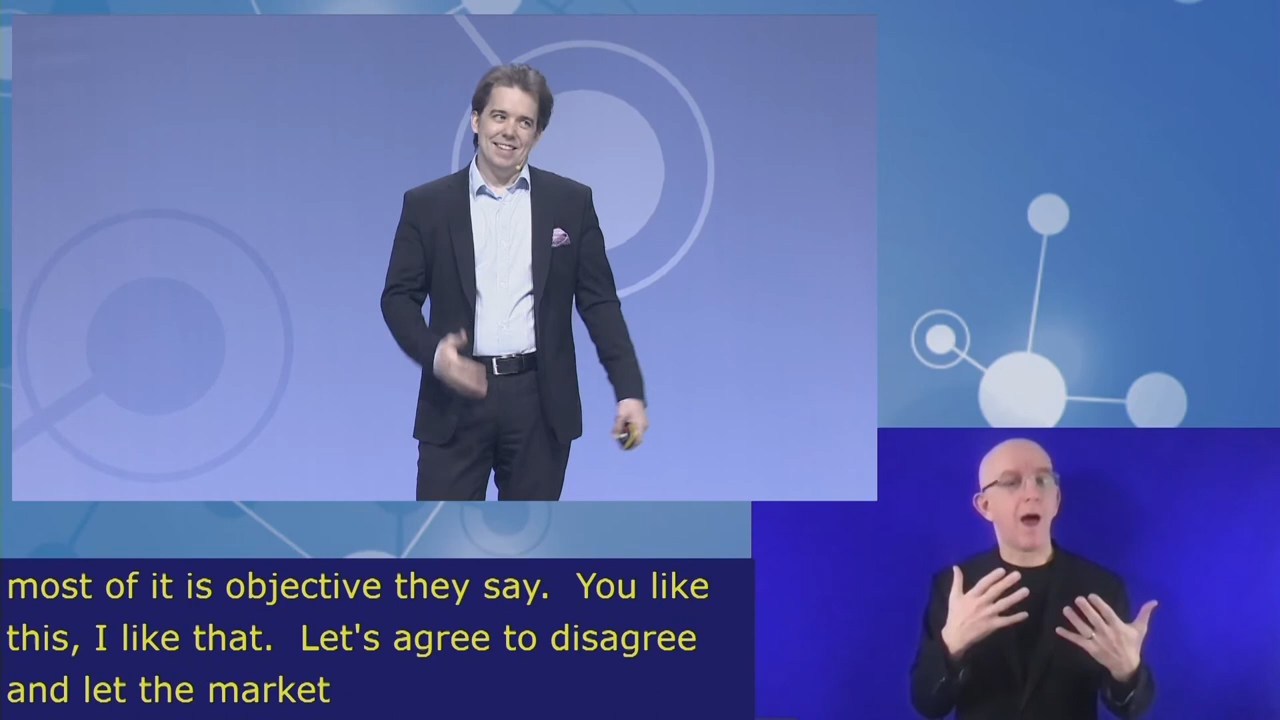 most of it is objective they say.  You like
this, I like that.  Let's agree to disagree
and let the market